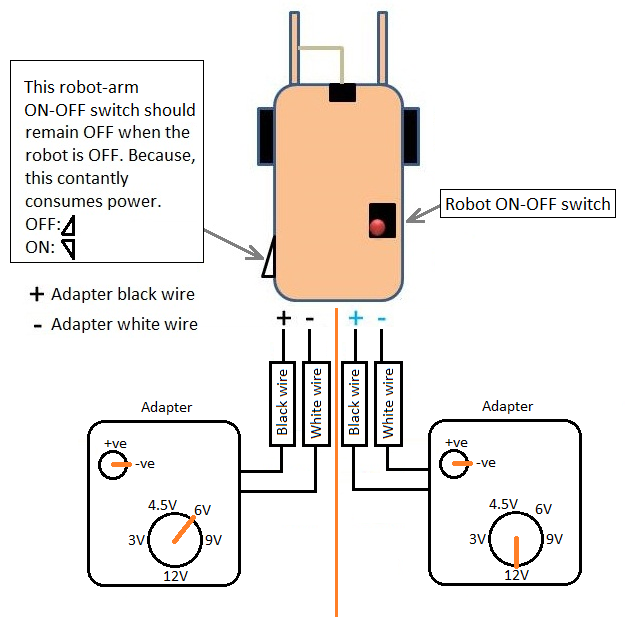 This robot-arm
ON-OFF switch should
remain OFF when the
robot is OFF. Because,
this contantly
consumes power.
OFF:
ON:
Robot ON-OFF switch
+ Adapter black wire
- Adapter white wire
+ - + -
Black wire
White wire
Black wire
White wire
Adapter
+ve
-ve
4.5V
6V
3V
9V
12V
Adapter
+ve
-ve
4.5V
6V
3V
9V
12V